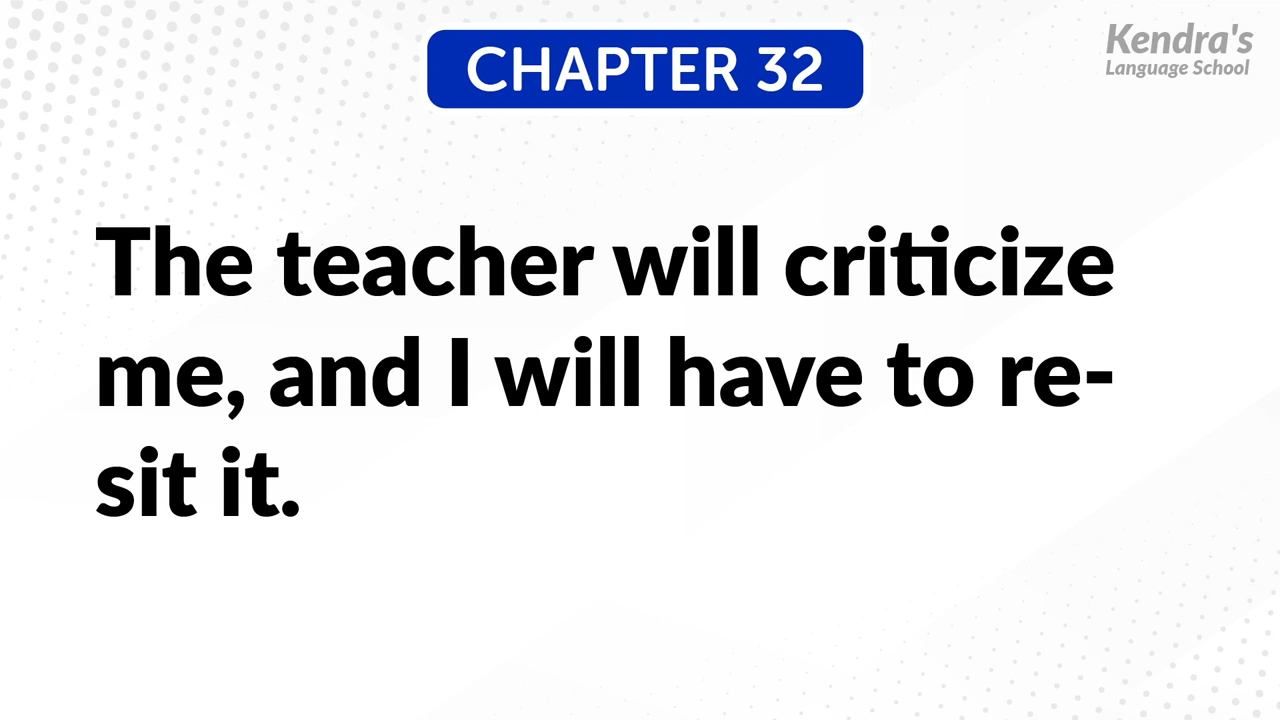 CHAPTER 32
Kendra's
Language School
The teacher will criticize
me, and I will have to re-
sit it.